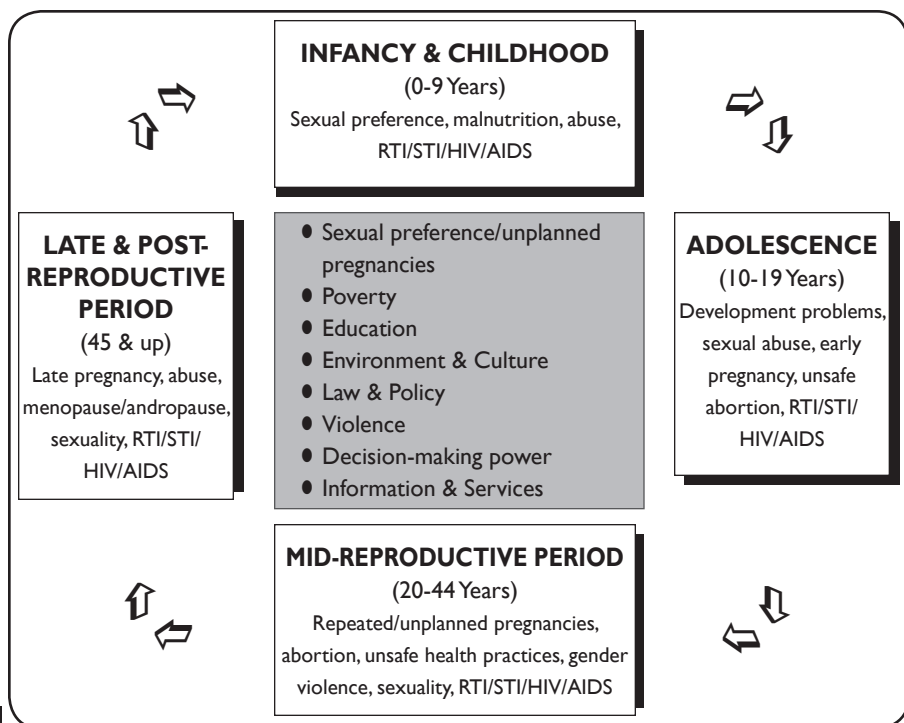 INFANCY & CHILDHOOD
(0-9 Years)
Sexual preference, malnutrition, abuse,
RTI/STI/HIV/AIDS
LATE & POST-
REPRODUCTIVE
PERIOD
(45 & up)
Late pregnancy, abuse,
menopause/andropause,
sexuality, RTI/STI/
HIV/AIDS
● Sexual preference/unplanned
pregnancies
● Poverty
● Education
● Environment & Culture
● Law & Policy
● Violence
● Decision-making power
● Information & Services
ADOLESCENCE
(10-19 Years)
Development problems,
sexual abuse, early
pregnancy, unsafe
abortion, RTI/STI/
HIV/AIDS
MID-REPRODUCTIVE PERIOD
(20-44 Years)
Repeated/unplanned pregnancies,
abortion, unsafe health practices, gender
violence, sexuality, RTI/STI/HIV/AIDS